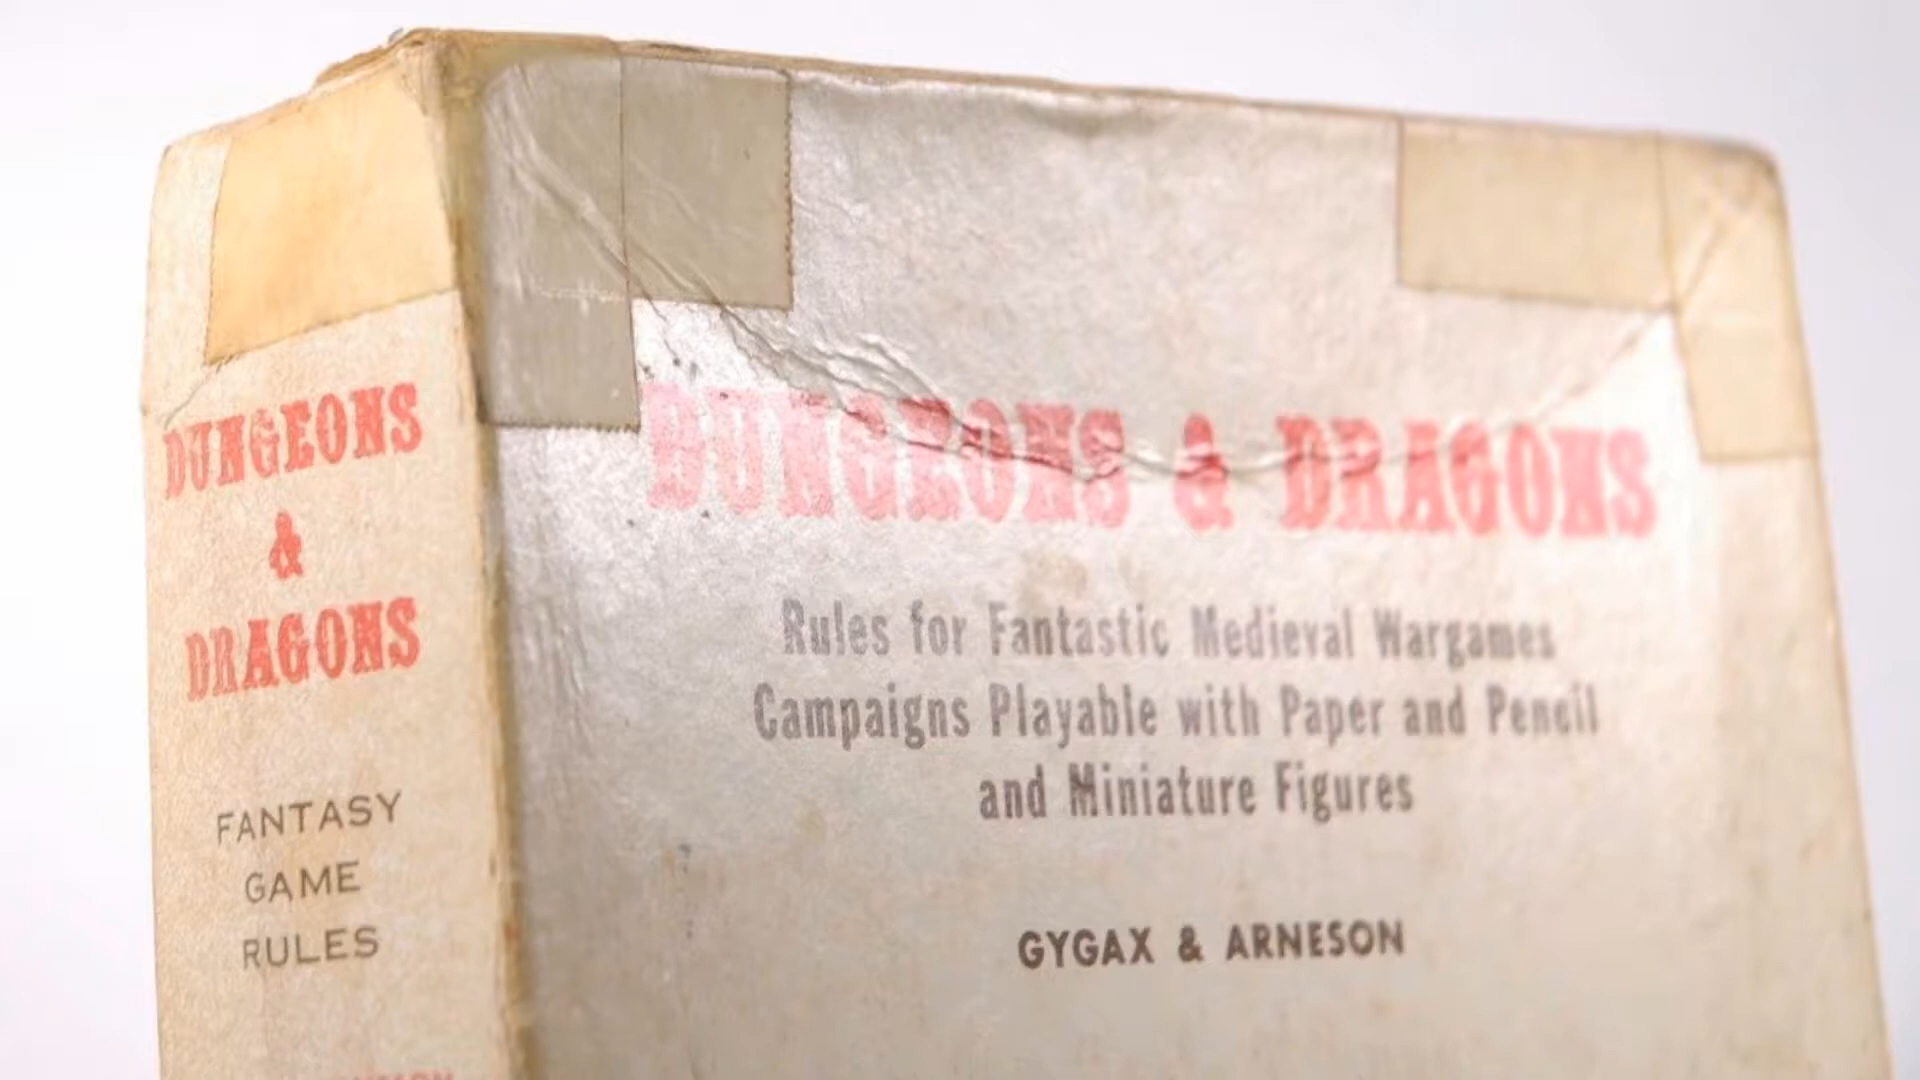 DUNGEONS
&
DRAGONS
FANTASY
GAME
RULES
DUNGEONS & DRAGONS
Rules for Fantastic Medieval Wargames
Campaigns Playable with Paper and Pencil
and Miniature Figures
GYGAX & ARNESON